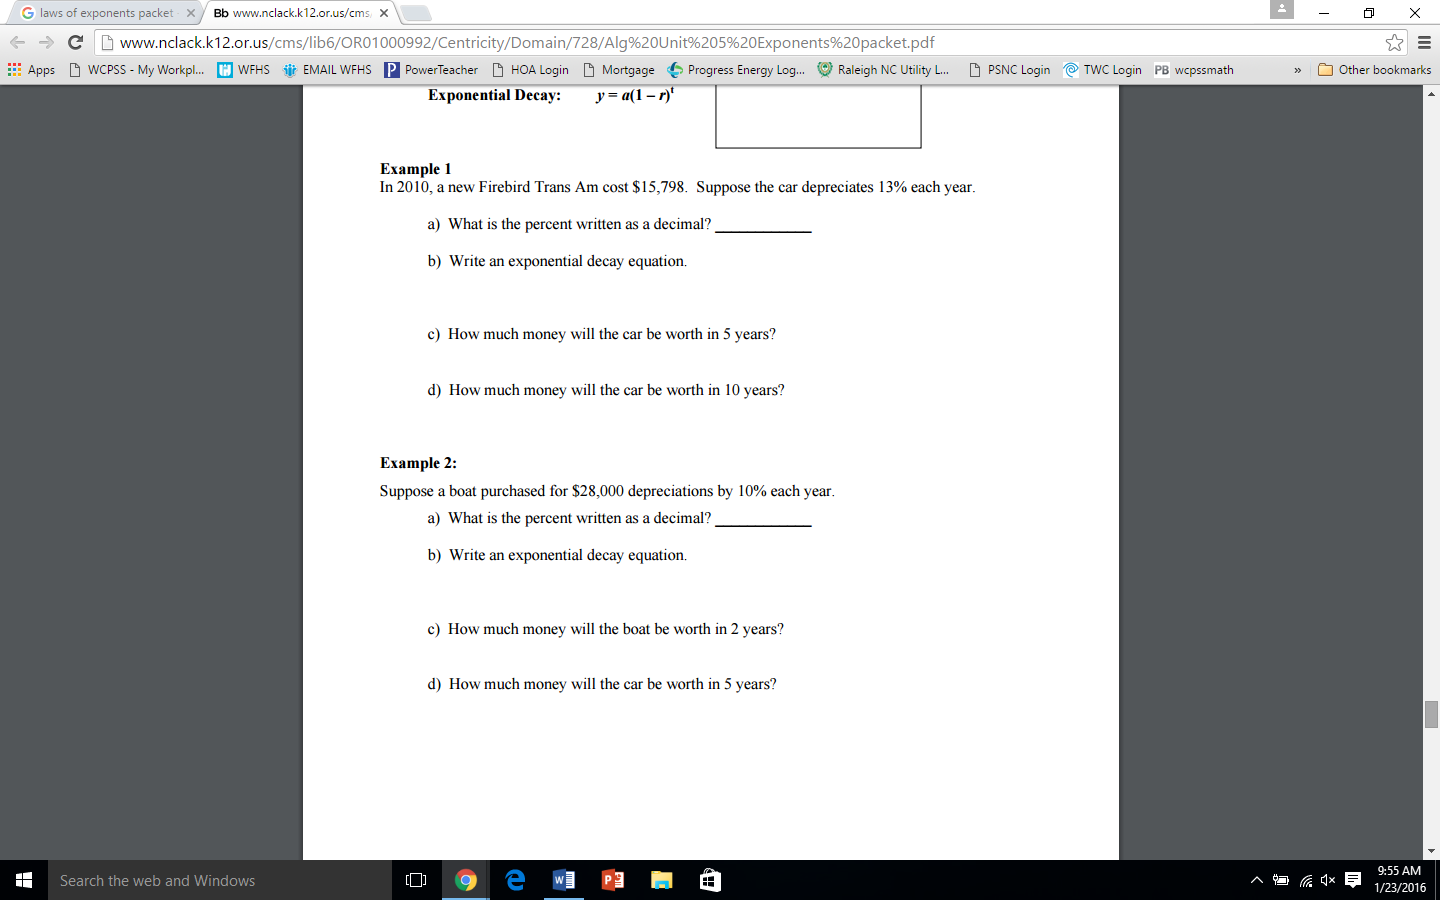 laws of exponents packet
Bb www.nclack.k12.or.us/cms
www.nclack.k12.or.us/cms/lib6/OR01000992/Centricity/Domain/728/Alg%20Unit%205%20Exponents%20packet.pdf
Apps WCPSS - My Workpl... WFHS EMAIL WFHS PowerTeacher HOA Login Mortgage Progress Energy Log... Raleigh NC Utility L... PSNC Login TWC Login PB wcpssmath » Other bookmarks
Exponential Decay: y = a(1 – r)ᵗ
Example 1
In 2010, a new Firebird Trans Am cost $15,798. Suppose the car depreciates 13% each year.
a) What is the percent written as a decimal? ____________
b) Write an exponential decay equation.
c) How much money will the car be worth in 5 years?
d) How much money will the car be worth in 10 years?
Example 2:
Suppose a boat purchased for $28,000 depreciations by 10% each year.
a) What is the percent written as a decimal? ____________
b) Write an exponential decay equation.
c) How much money will the boat be worth in 2 years?
d) How much money will the car be worth in 5 years?
Search the web and Windows
9:55 AM
1/23/2016